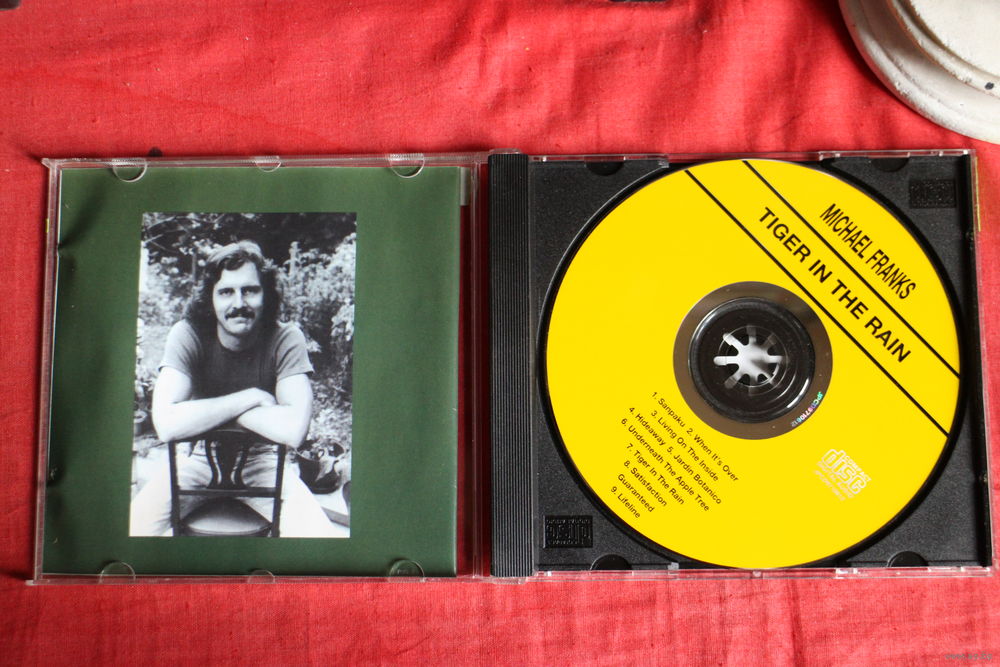 MICHAEL FRANKS
TIGER IN THE RAIN
1. Sanpaku 2. When It's Over
3. Living On The Inside
4. Hideaway 5. Jardin Botanico
6. Underneath The Apple Tree
7. Tiger In The Rain
8. Satisfaction
Guaranteed
9. Lifeline
disc